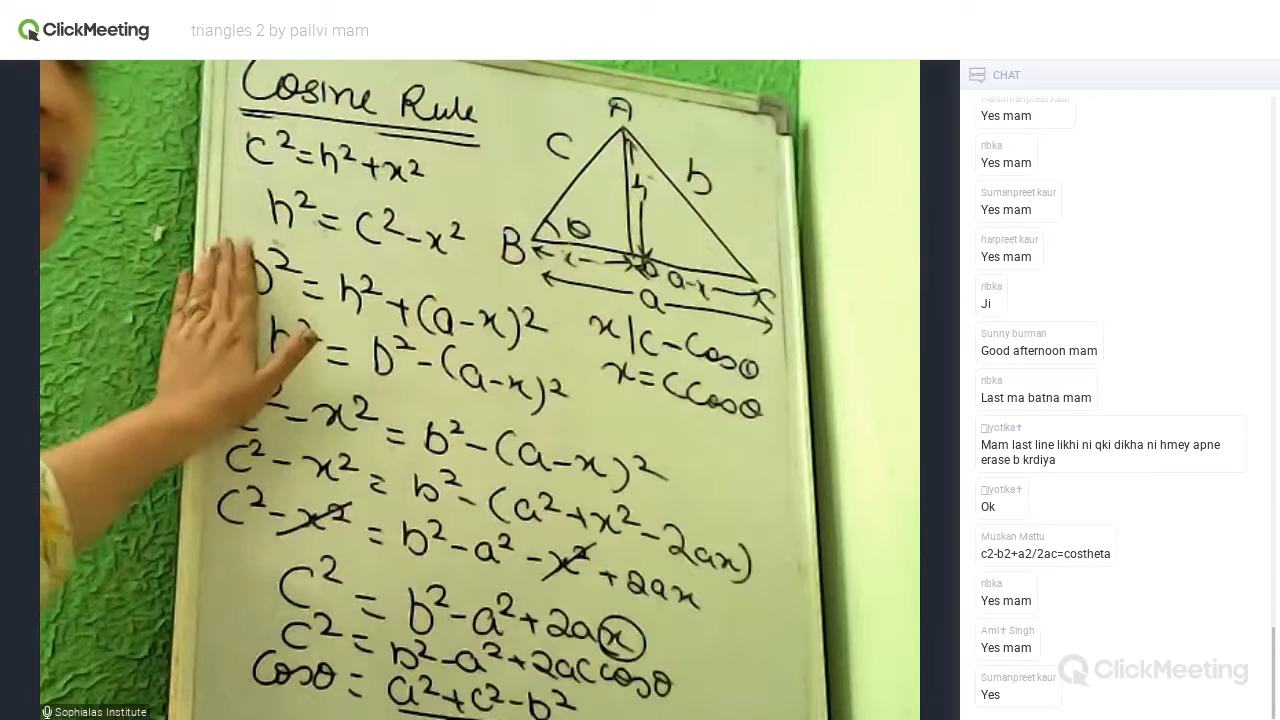 ClickMeeting
triangles 2 by pallvi mam
Cosine Rule
c²=h²+x²
h²=c²-x²
b²=h²+(a-x)²
h²=b²-(a-x)²
-x²=b²-(a-x)²
c²-x²=b²-(a²+x²-2ax)
c²-x²=b²-a²-x²+2ax
c²=b²-a²+2ax
c²=b²-a²+2accosθ
cosθ=a²+c²-b²
A
c
b
h
B
θ
x
D
a-x
C
a
x/c-cosθ
x=ccosθ
Sophialas Institute
CHAT
Yes mam
ribka
Yes mam
Sumanpreet kaur
Yes mam
harpreet kaur
Yes mam
ribka
Ji
Sunny burman
Good afternoon mam
ribka
Last ma batna mam
jyotika✝
Mam last line likhi ni qki dikha ni hmey apne
erase b krdiya
jyotika✝
Ok
Muskan Mattu
c2-b2+a2/2ac=costheta
ribka
Yes mam
Ami✝ Singh
Yes mam
Sumanpreet kaur
Yes
ClickMeeting